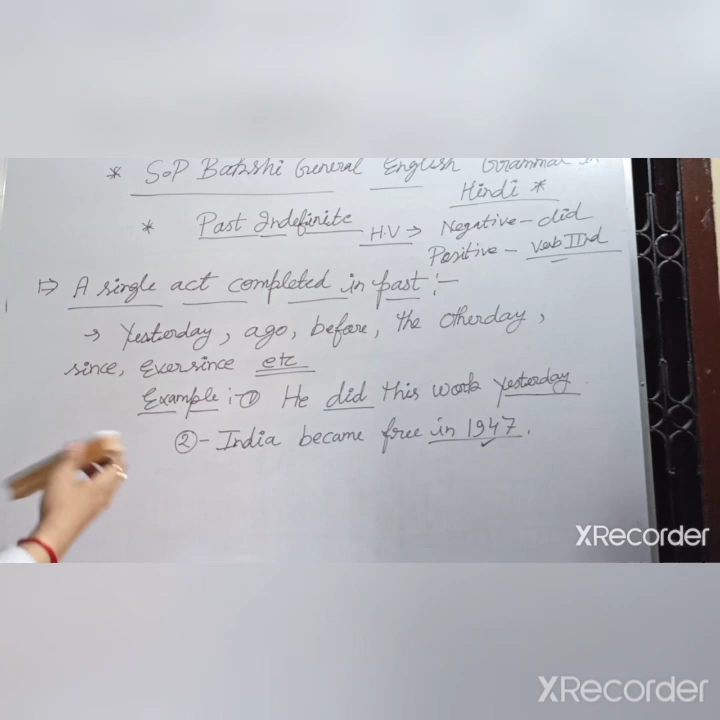 * S.P Bakshi General English Grammar in
Hindi *
* Past Indefinite H.V → Negative - did
Positive - Verb IInd
1⇒ A single act completed in past :-
→ Yesterday, ago, before, the otherday,
since, Eversince etc
Example :- ① He did this work yesterday
② - India became free in 1947.
XRecorder
XRecorder